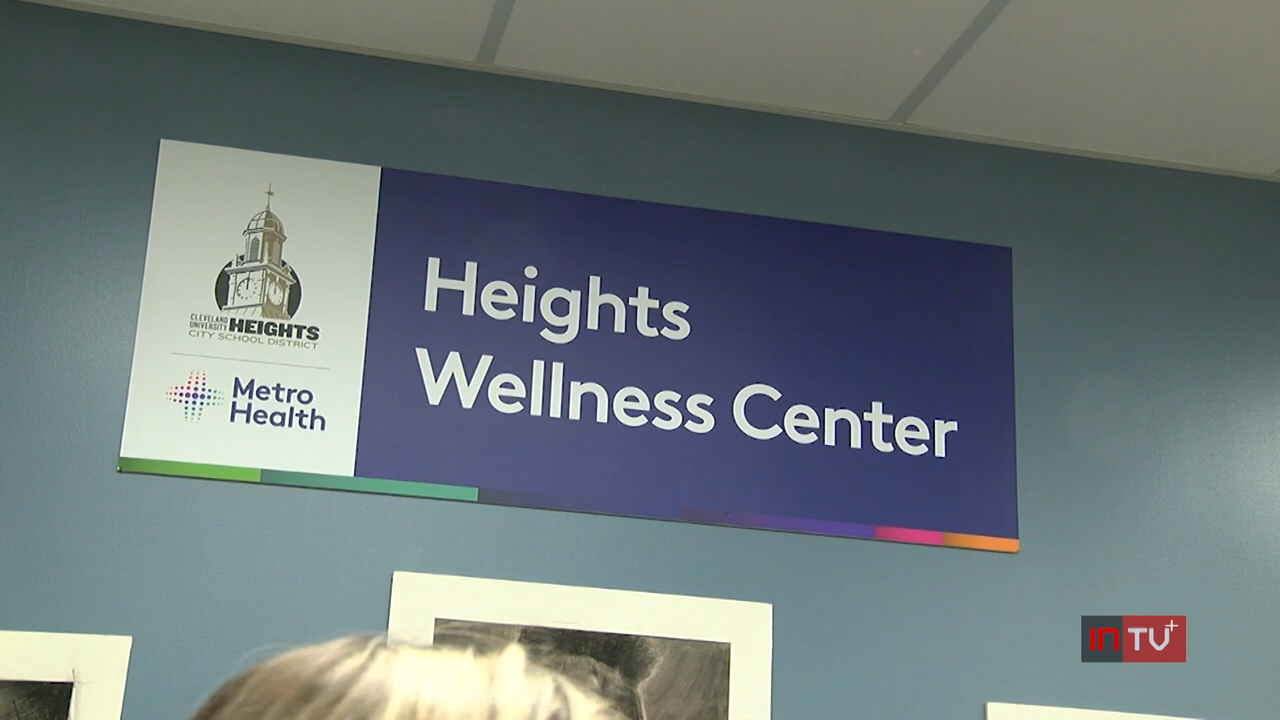 CLEVELAND
UNIVERSITY HEIGHTS
CITY SCHOOL DISTRICT
Metro
Health
Heights
Wellness Center
InTV+